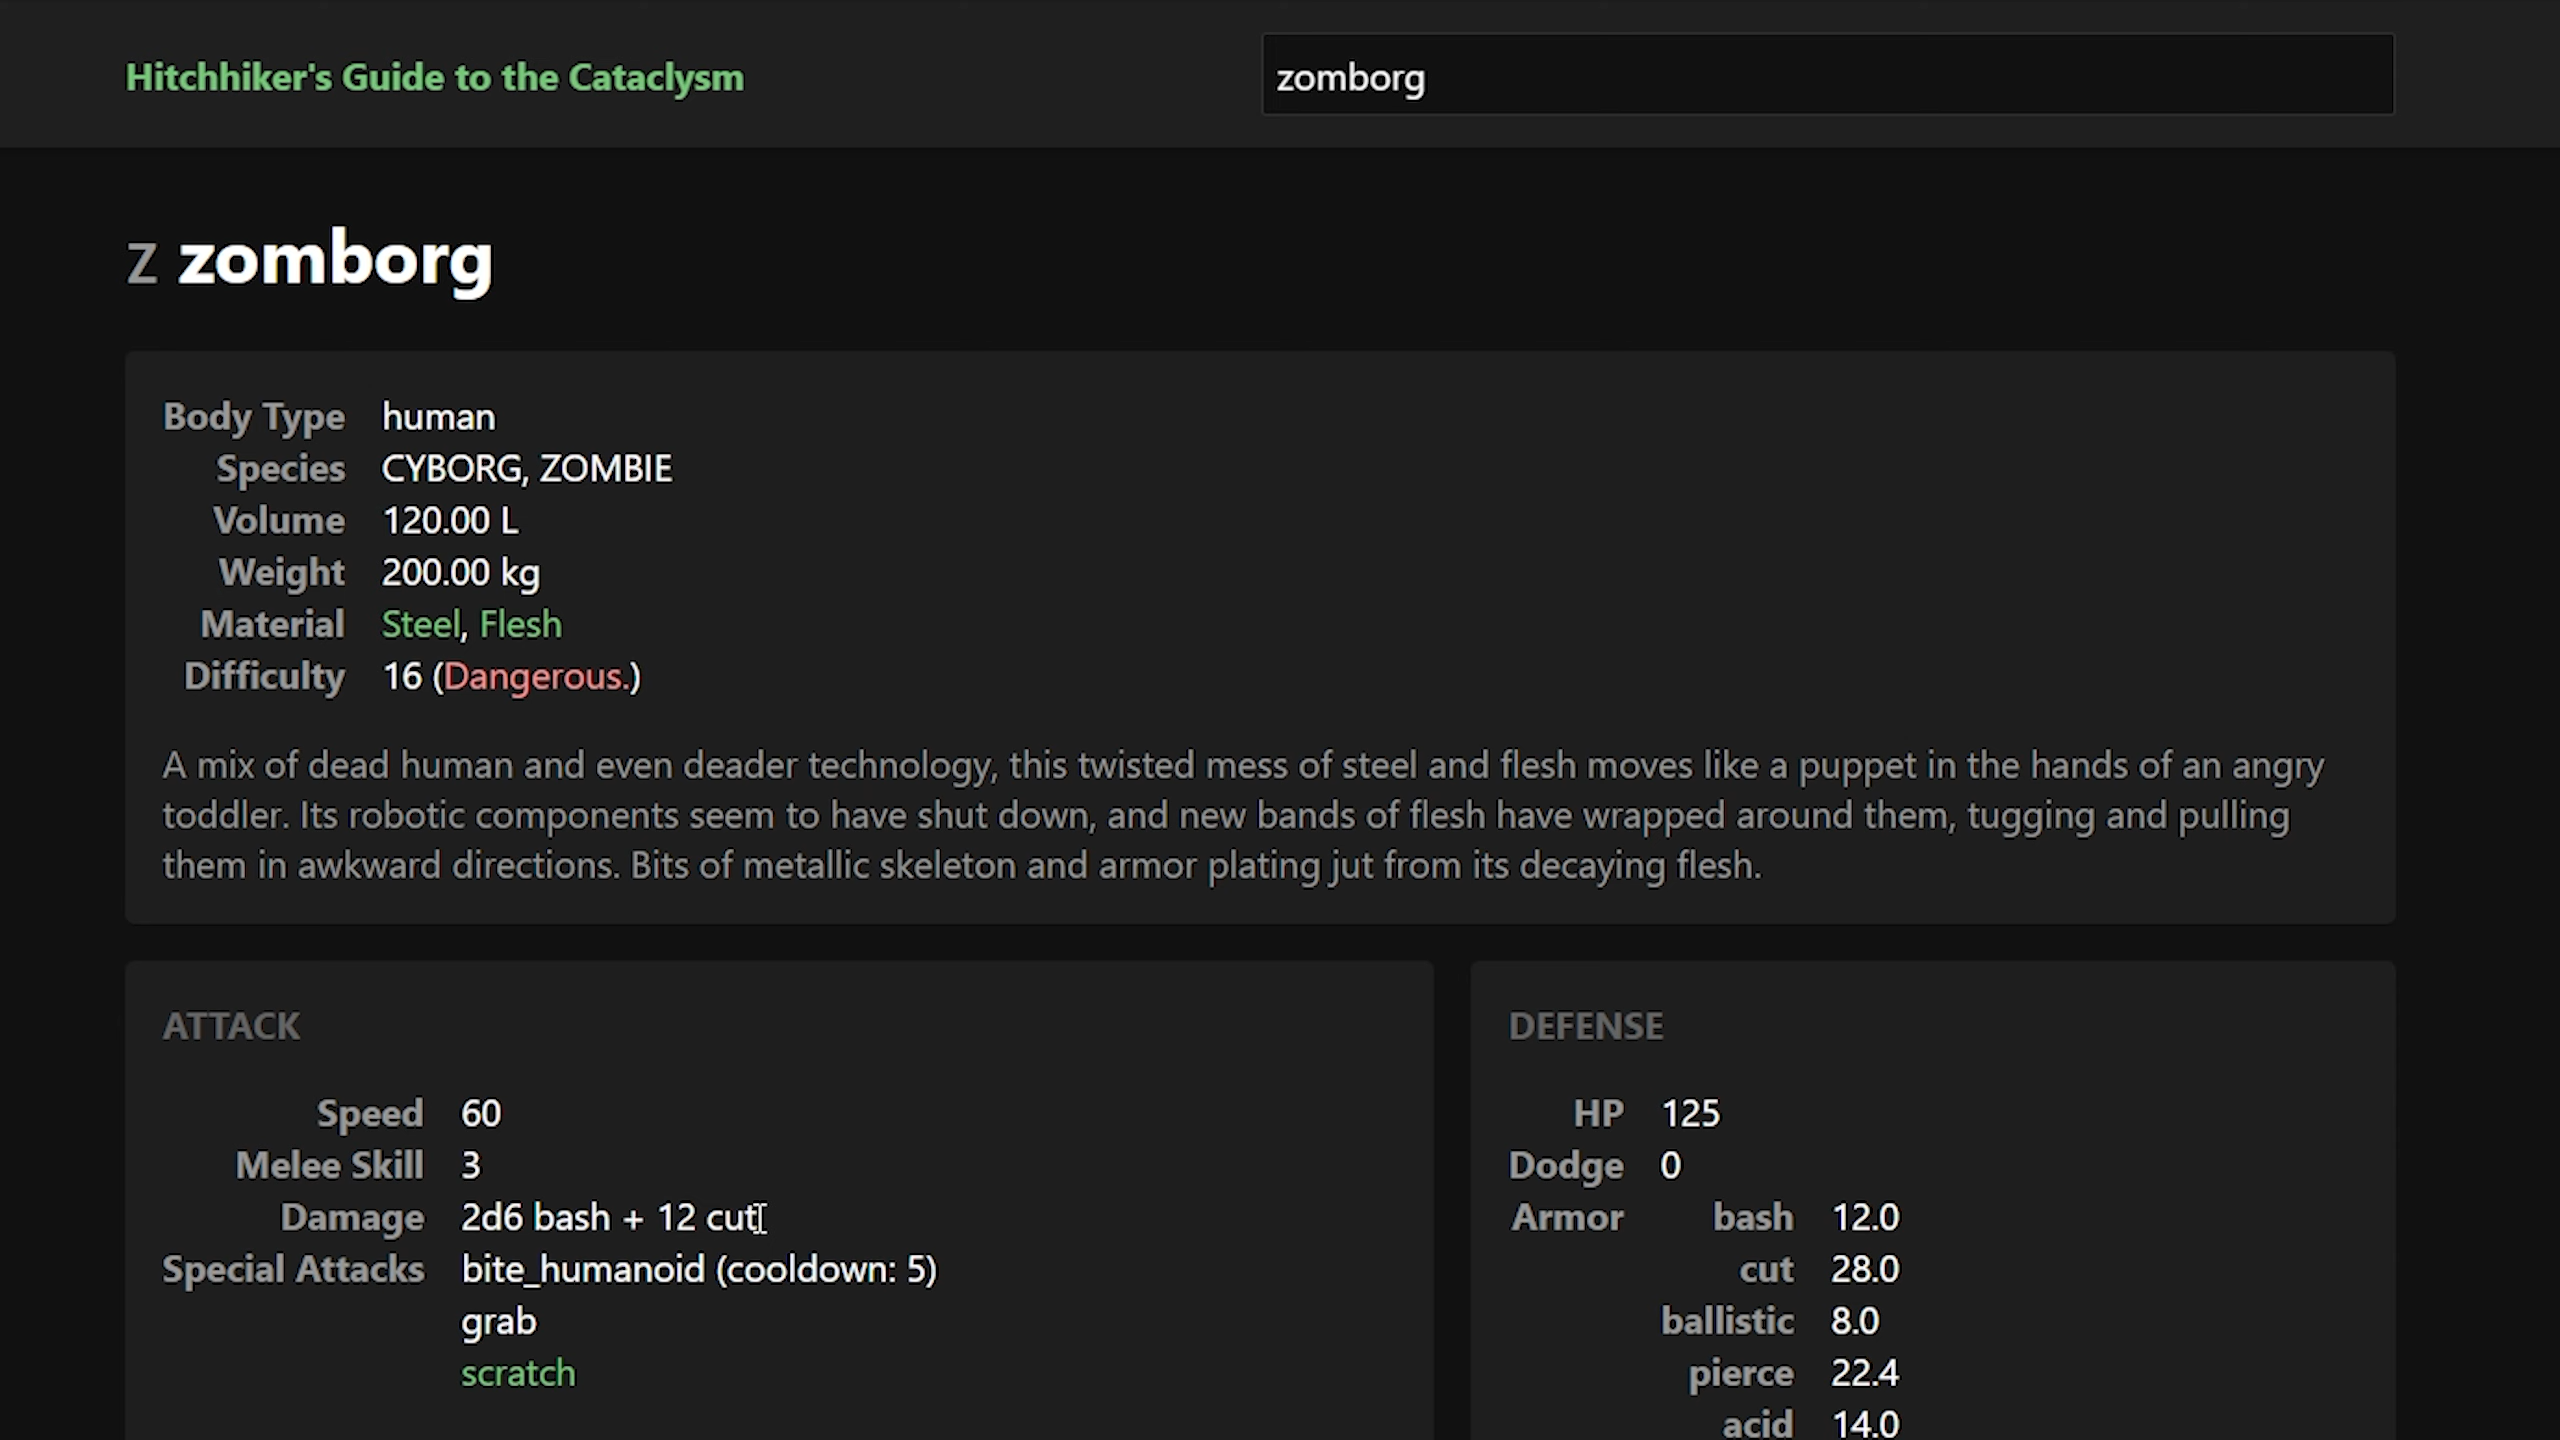 Hitchhiker's Guide to the Cataclysm
zomborg
Z zomborg
Body Type human
Species CYBORG, ZOMBIE
Volume 120.00 L
Weight 200.00 kg
Material Steel, Flesh
Difficulty 16 (Dangerous.)
A mix of dead human and even deader technology, this twisted mess of steel and flesh moves like a puppet in the hands of an angry
toddler. Its robotic components seem to have shut down, and new bands of flesh have wrapped around them, tugging and pulling
them in awkward directions. Bits of metallic skeleton and armor plating jut from its decaying flesh.
ATTACK
Speed 60
Melee Skill 3
Damage 2d6 bash + 12 cut
Special Attacks bite_humanoid (cooldown: 5)
grab
scratch
DEFENSE
HP 125
Dodge 0
Armor bash 12.0
cut 28.0
ballistic 8.0
pierce 22.4
acid 14.0